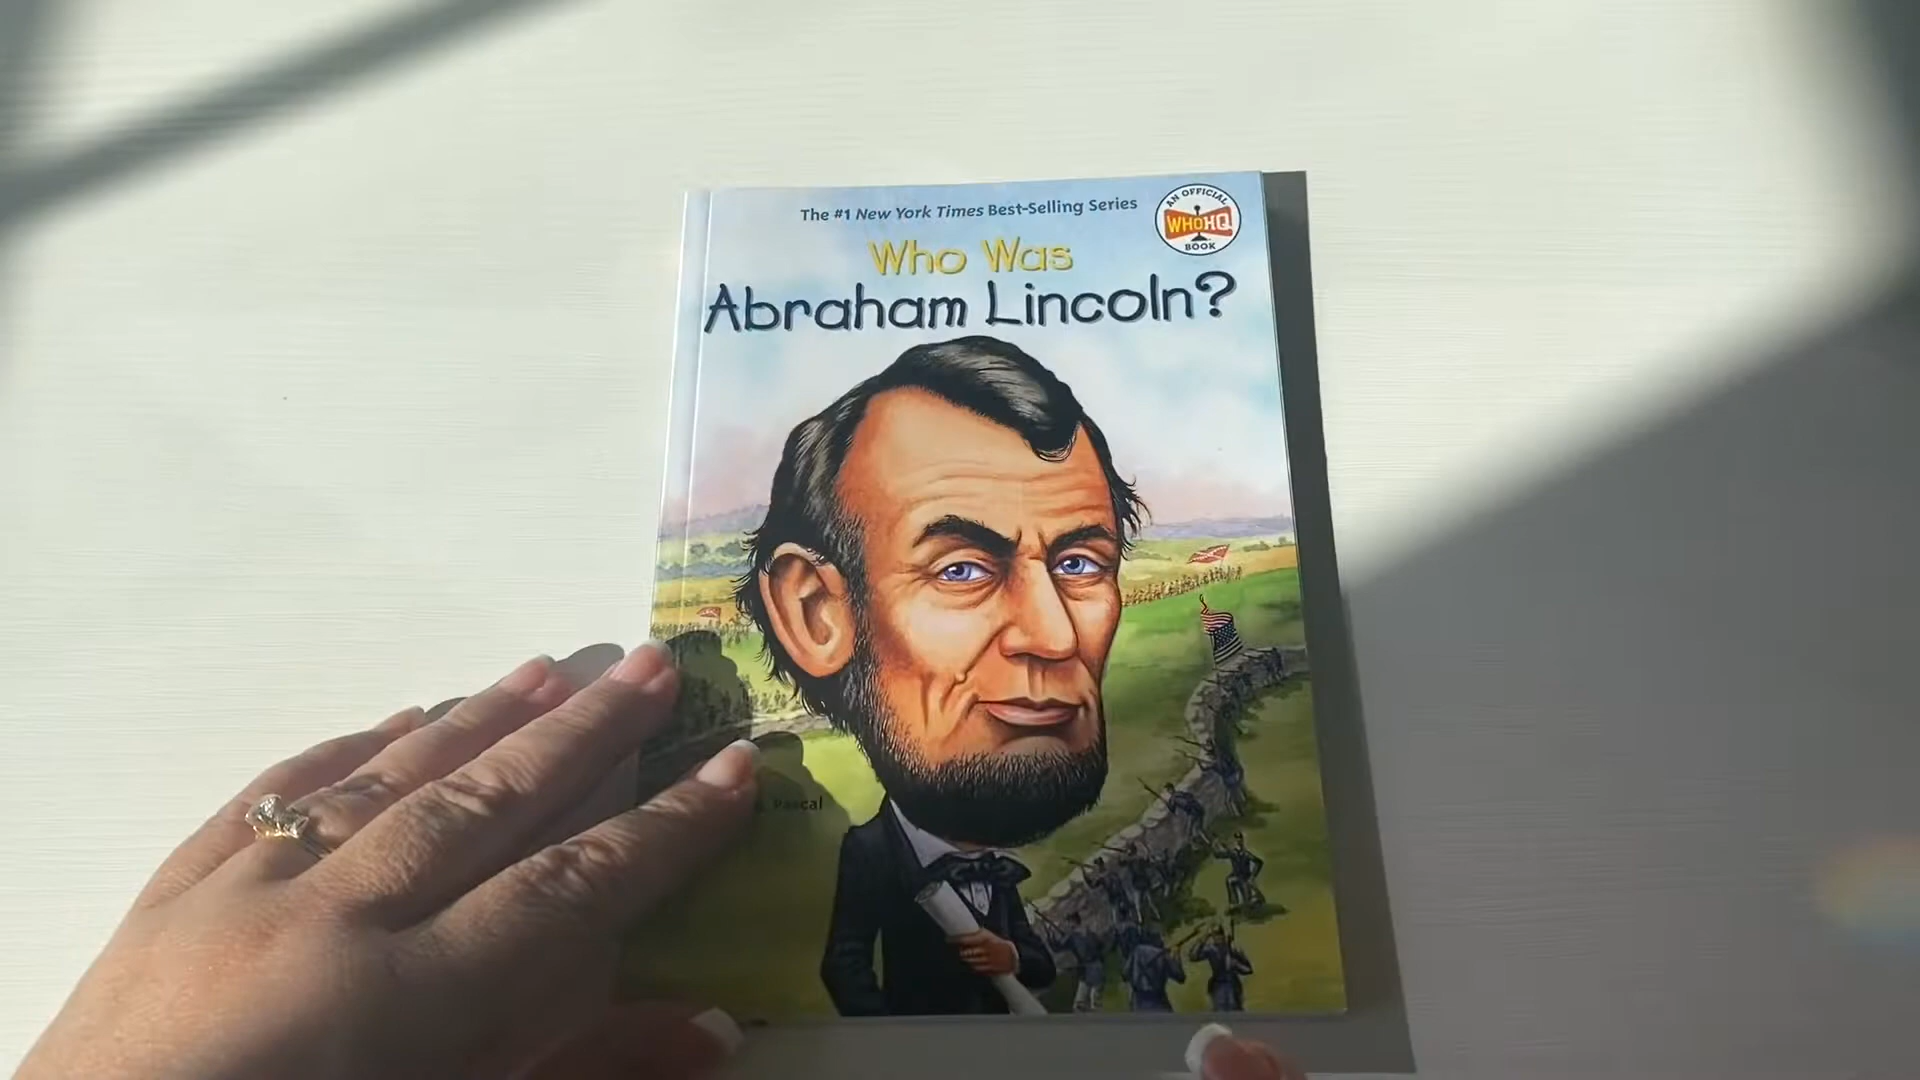 The #1 New York Times Best-Selling Series
AN OFFICIAL
WHOHQ
BOOK
Who Was
Abraham Lincoln?
Pascal